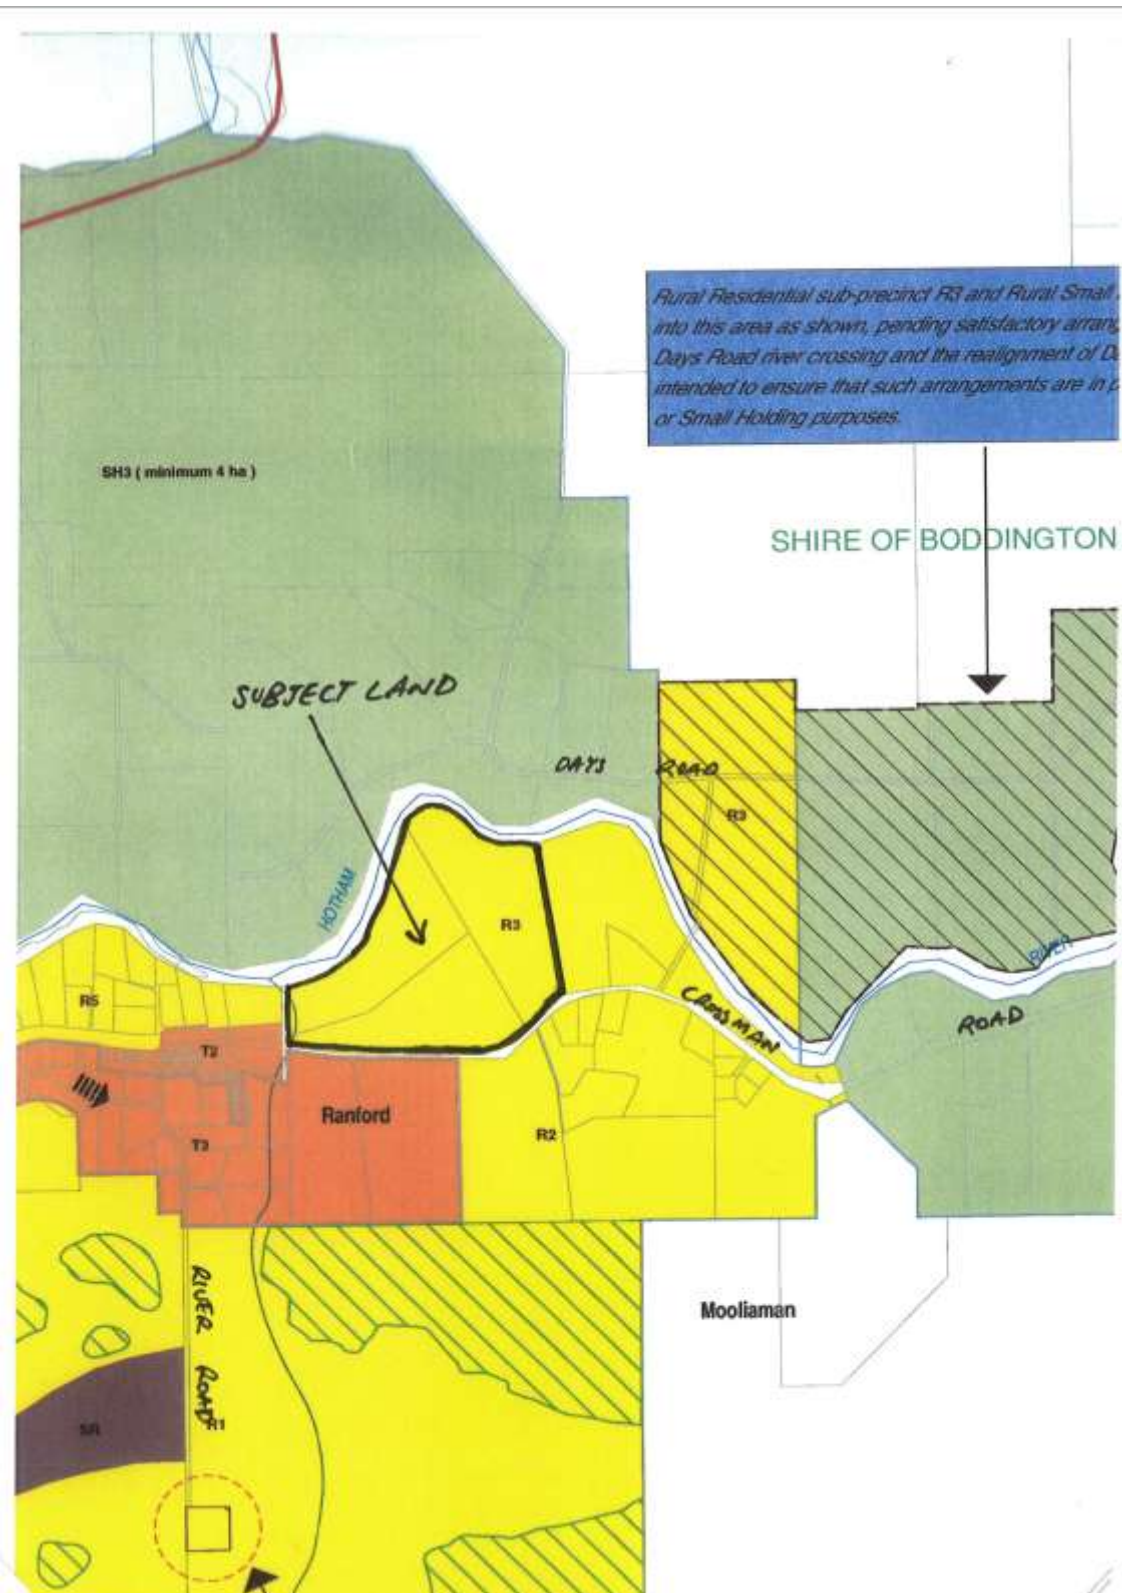 Rural Residential sub-precinct R3 and Rural Small
into this area as shown, pending satisfactory
Days Road river crossing and the realignment of
intended to ensure that such arrangements are in
or Small Holding purposes.
SH3 ( minimum 4 ha )
SHIRE OF BODDINGTON
SUBJECT LAND
DAYS ROAD
R3
HOTHAM
R3
RIVER
R5
CROSSMAN
ROAD
T2
Ranford
R2
T3
RIVER
ROAD
Mooliaman
R1
SR